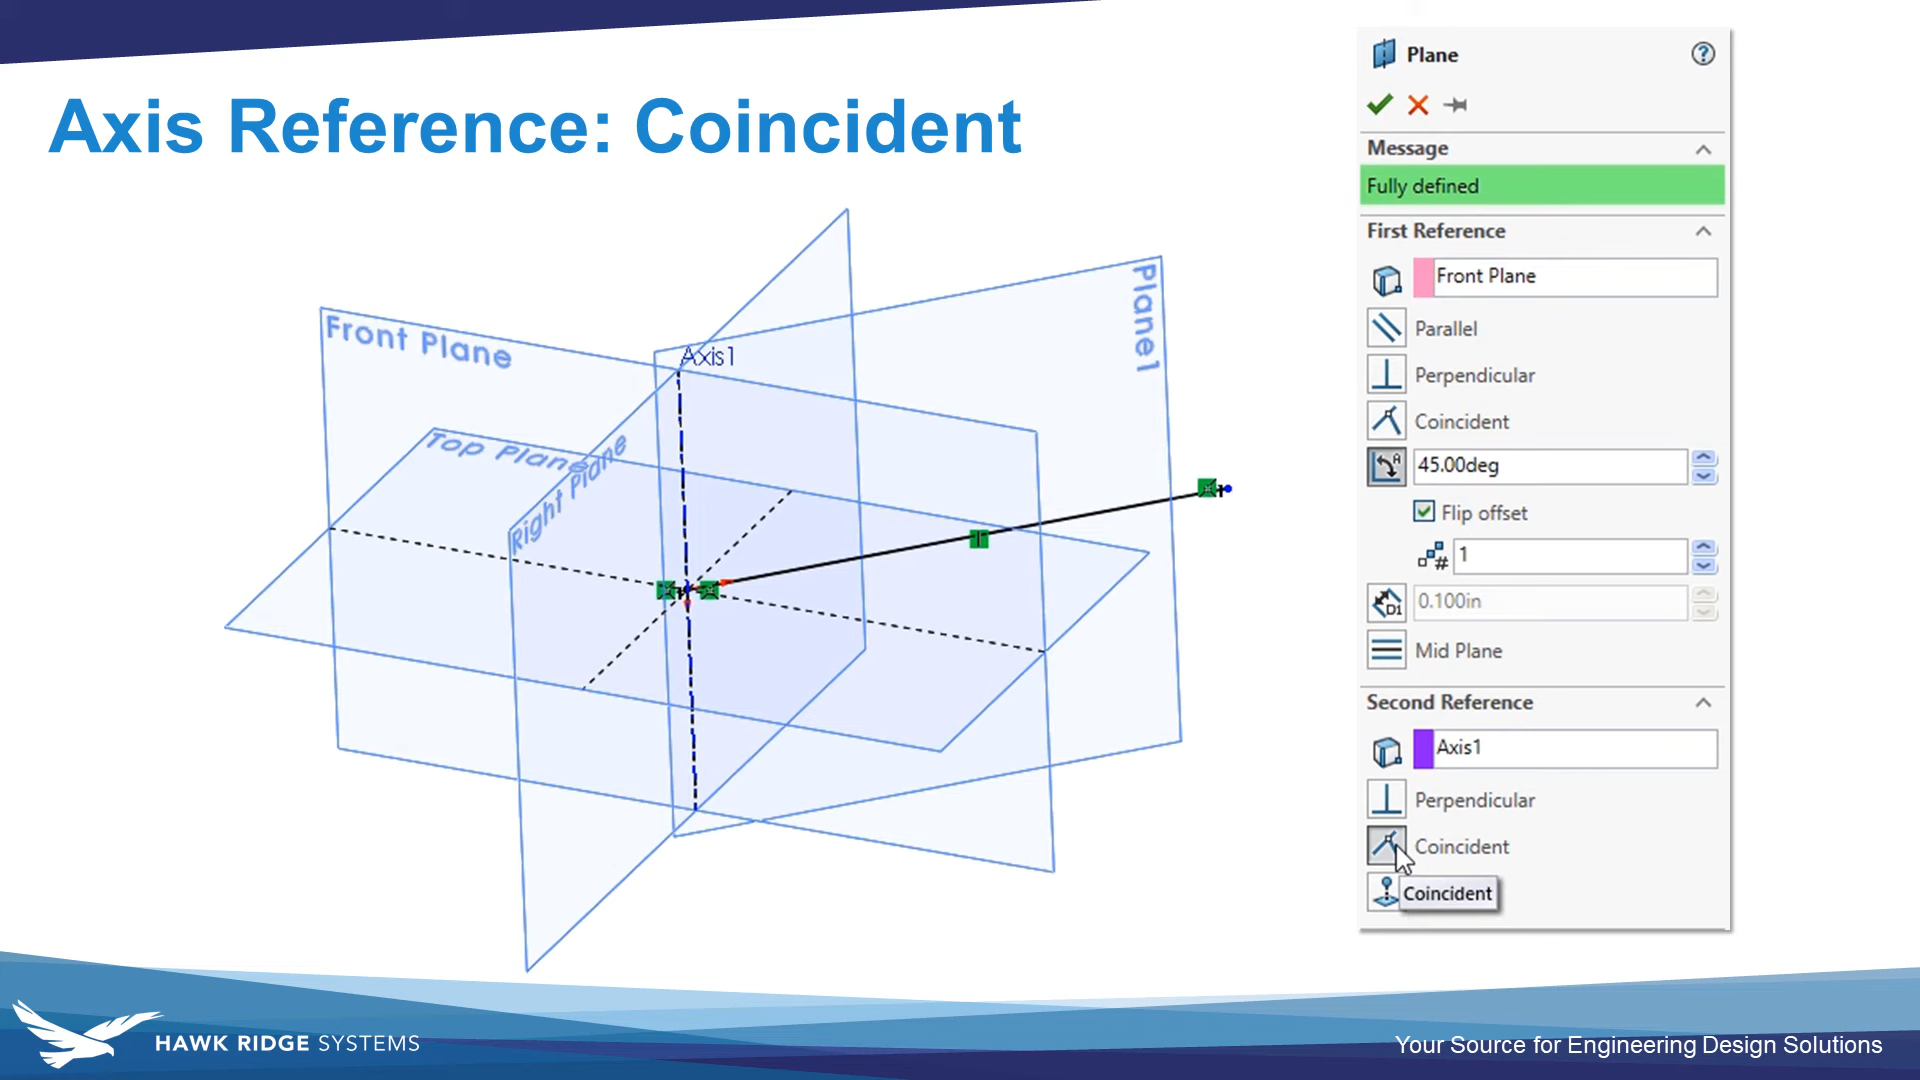 Axis Reference: Coincident
Front Plane
Top Plane
Right Plane
Axis1
Plane1
Plane
?
Message
Fully defined
First Reference
Front Plane
Parallel
Perpendicular
Coincident
45.00deg
Flip offset
# 1
D1 0.100in
Mid Plane
Second Reference
Axis1
Perpendicular
Coincident
Coincident
HAWK RIDGE SYSTEMS
Your Source for Engineering Design Solutions